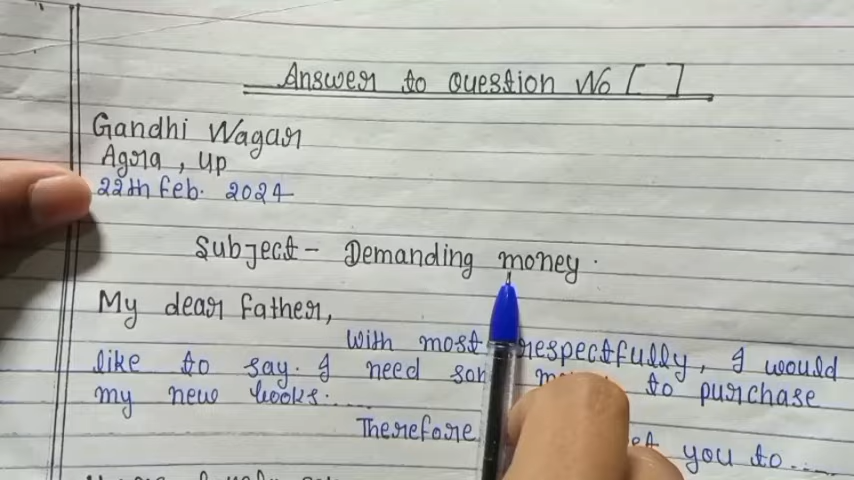 Answer to Question No [ ]
Gandhi Nagar
Agra, up
22th Feb. 2024
Subject- Demanding money.
My dear father,
With most respectfully, I would
like to say. I need to purchase
my new books.....
Therefore you to.....